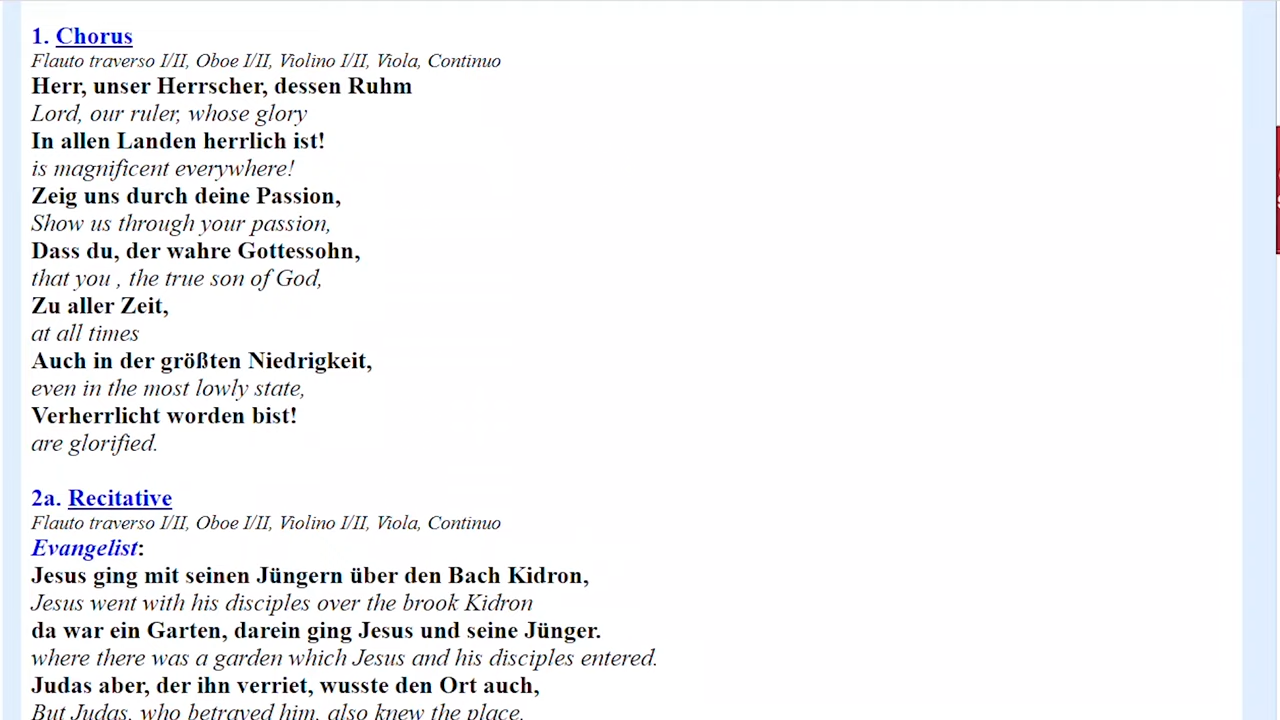 1. Chorus
Flauto traverso I/II, Oboe I/II, Violino I/II, Viola, Continuo
Herr, unser Herrscher, dessen Ruhm
Lord, our ruler, whose glory
In allen Landen herrlich ist!
is magnificent everywhere!
Zeig uns durch deine Passion,
Show us through your passion,
Dass du, der wahre Gottessohn,
that you , the true son of God,
Zu aller Zeit,
at all times
Auch in der größten Niedrigkeit,
even in the most lowly state,
Verherrlicht worden bist!
are glorified.
2a. Recitative
Flauto traverso I/II, Oboe I/II, Violino I/II, Viola, Continuo
Evangelist:
Jesus ging mit seinen Jüngern über den Bach Kidron,
Jesus went with his disciples over the brook Kidron
da war ein Garten, darein ging Jesus und seine Jünger.
where there was a garden which Jesus and his disciples entered.
Judas aber, der ihn verriet, wusste den Ort auch,
But Judas, who betrayed him, also knew the place.